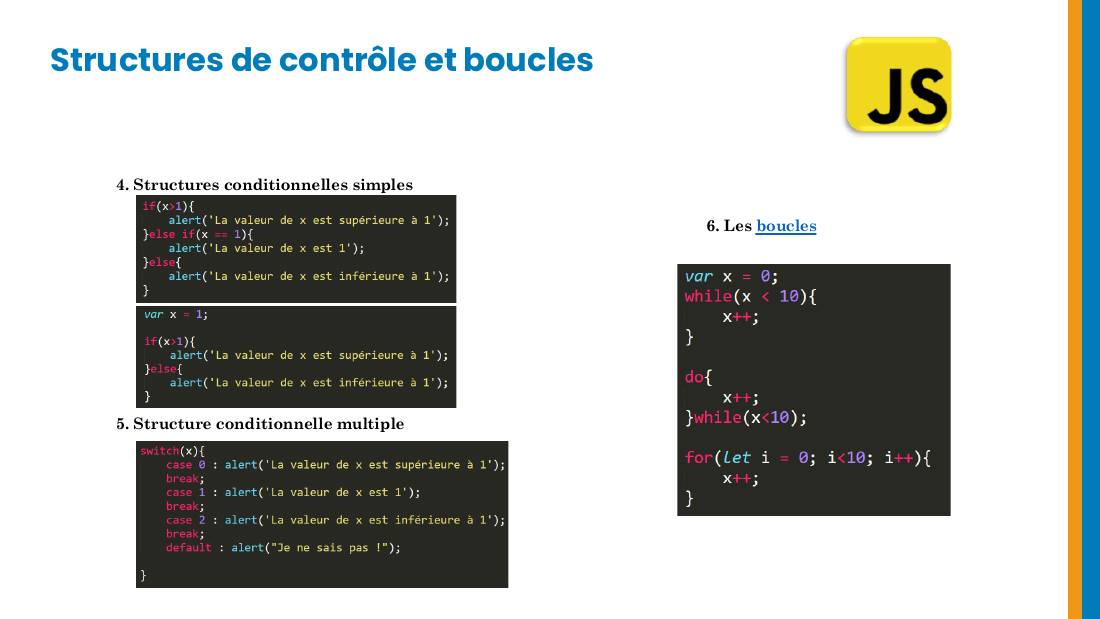 Structures de contrôle et boucles
JS
4. Structures conditionnelles simples
if(x>1){
    alert('La valeur de x est supérieure à 1');
}else if(x == 1){
    alert('La valeur de x est 1');
}else{
    alert('La valeur de x est inférieure à 1');
}
var x = 1;
if(x>1){
    alert('La valeur de x est supérieure à 1');
}else{
    alert('La valeur de x est inférieure à 1');
}
5. Structure conditionnelle multiple
switch(x){
    case 0 : alert('La valeur de x est supérieure à 1');
    break;
    case 1 : alert('La valeur de x est 1');
    break;
    case 2 : alert('La valeur de x est inférieure à 1');
    break;
    default : alert("Je ne sais pas !");
}
6. Les boucles
var x = 0;
while(x < 10){
    x++;
}
do{
    x++;
}while(x<10);
for(let i = 0; i<10; i++){
    x++;
}